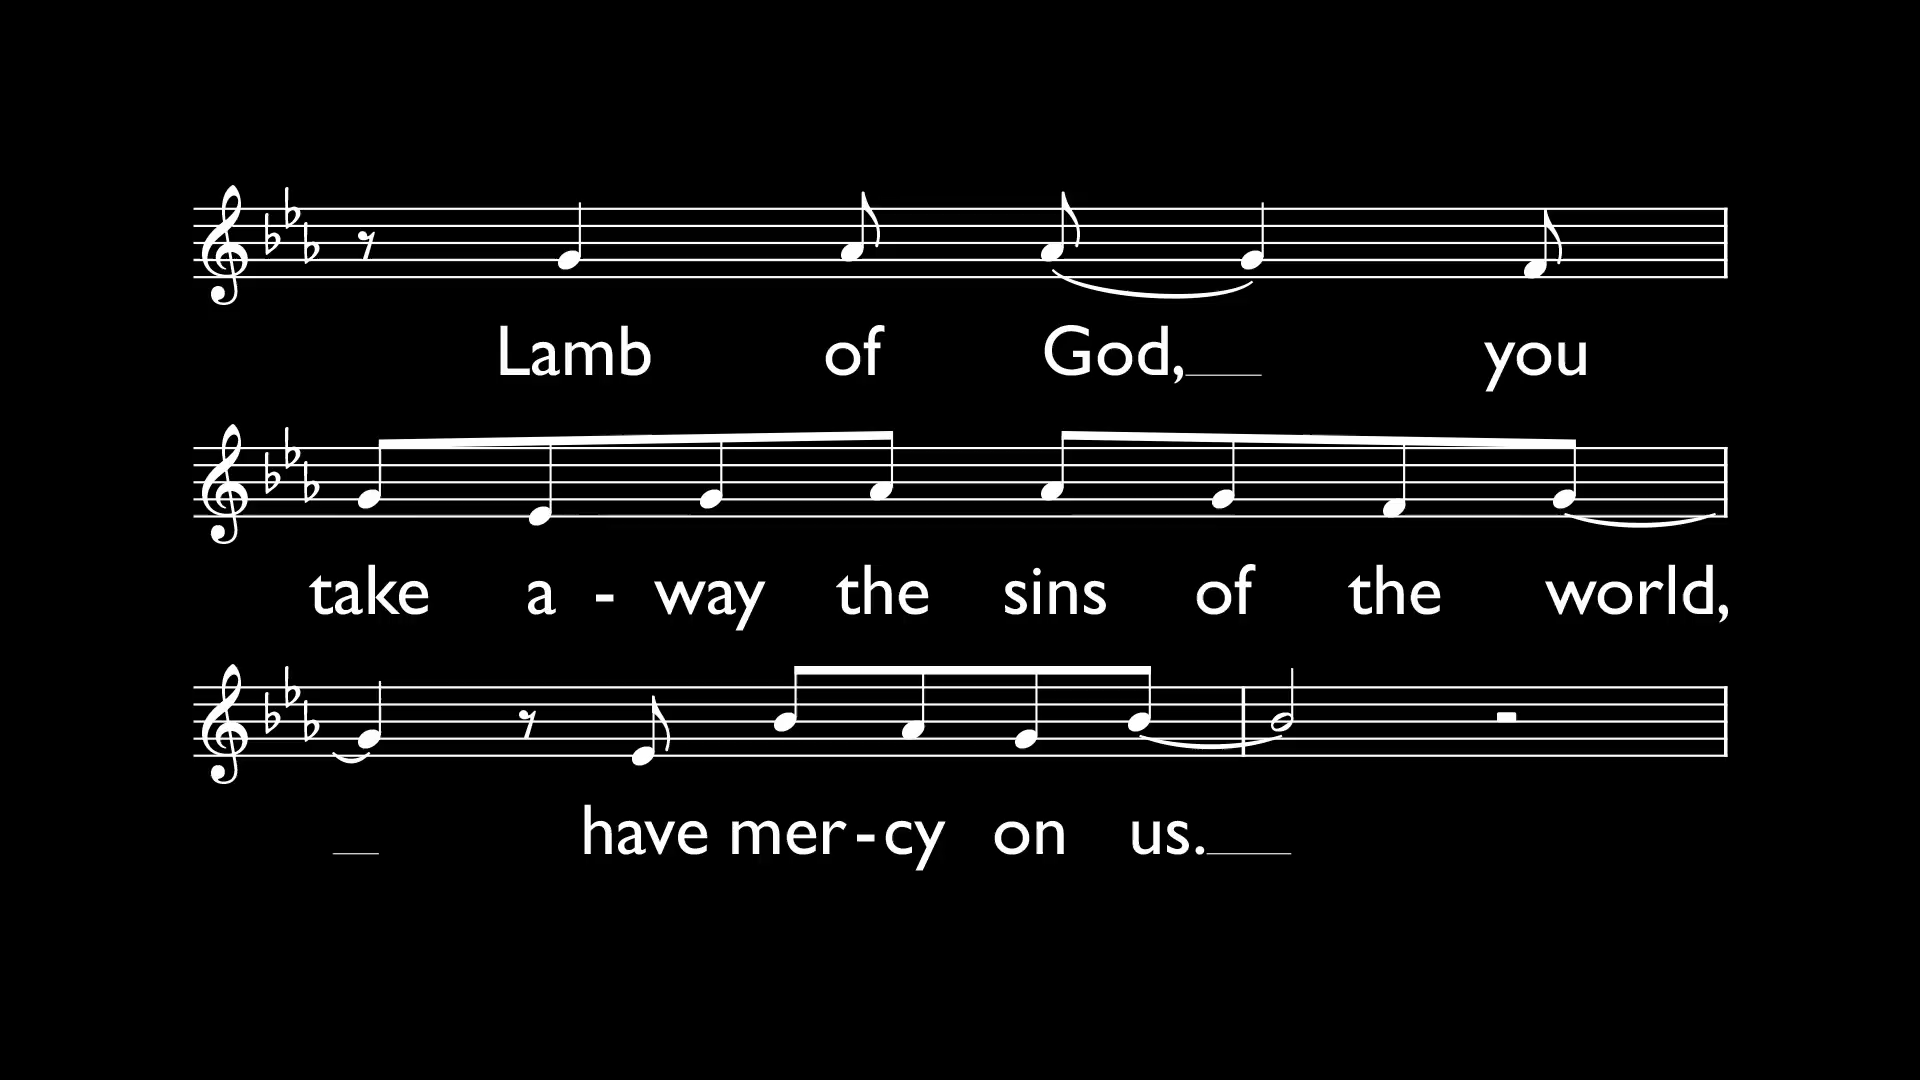 Lamb of God, you
take a - way the sins of the world,
have mer - cy on us.